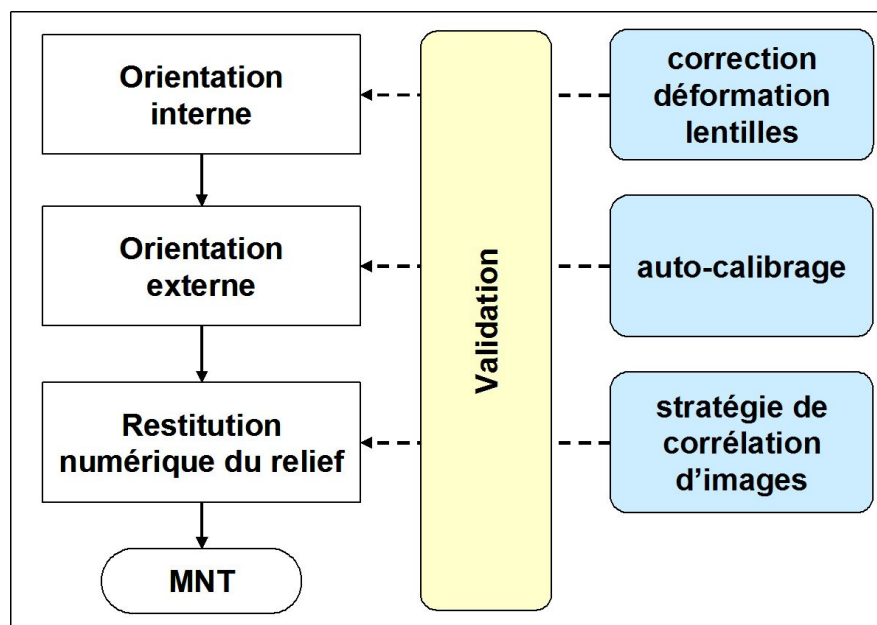 Orientation
interne
Orientation
externe
Restitution
numérique du relief
MNT
Validation
correction
déformation
lentilles
auto-calibrage
stratégie de
corrélation
d'images